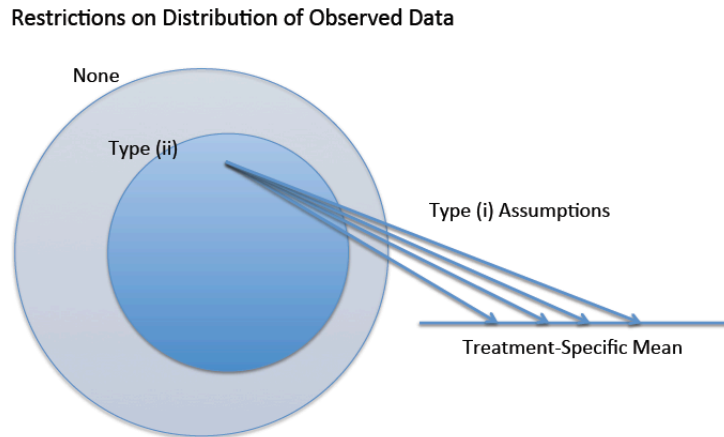 Restrictions on Distribution of Observed Data
None
Type (ii)
Type (i) Assumptions
Treatment-Specific Mean